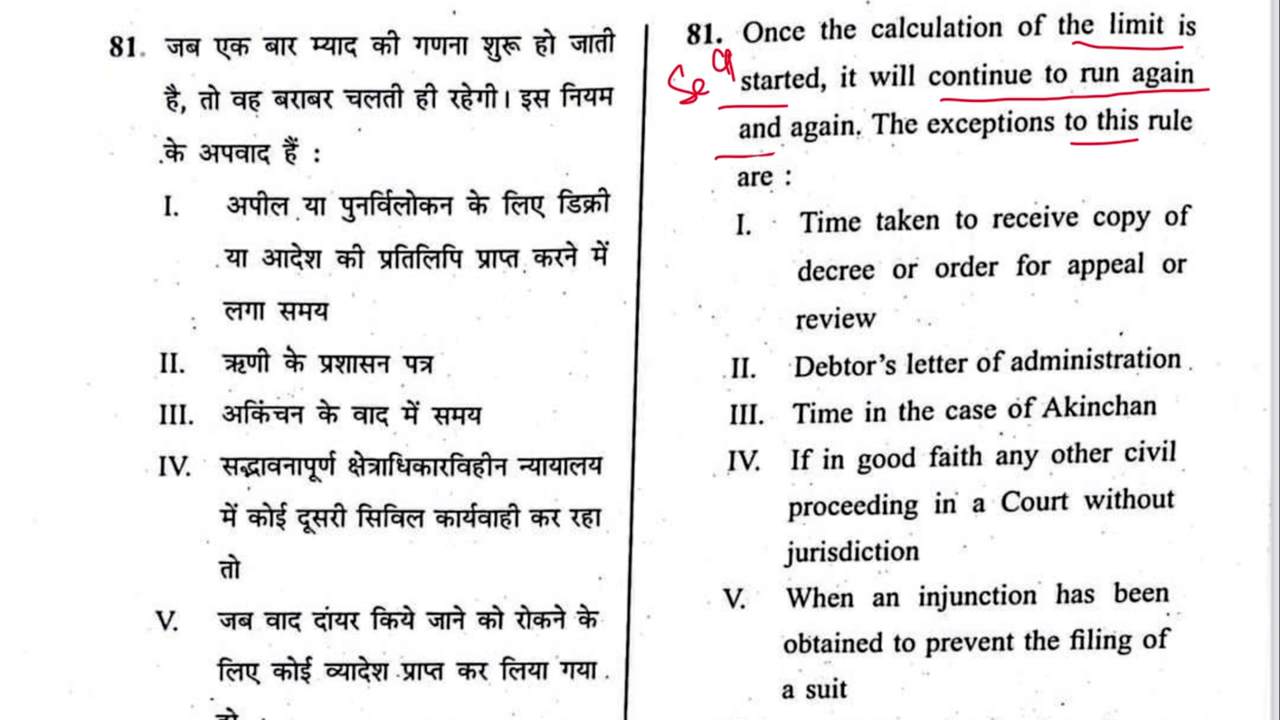 81. जब एक बार म्याद की गणना शुरू हो जाती
है, तो वह बराबर चलती ही रहेगी। इस नियम
के अपवाद हैं :
I. अपील या पुनर्विलोकन के लिए डिक्री
या आदेश की प्रतिलिपि प्राप्त करने में
लगा समय
II. ऋणी के प्रशासन पत्र
III. अकिंचन के वाद में समय
IV. सद्भावनापूर्ण क्षेत्राधिकारविहीन न्यायालय
में कोई दूसरी सिविल कार्यवाही कर रहा
तो
V. जब वाद दायर किये जाने को रोकने के
लिए कोई व्यादेश प्राप्त कर लिया गया
हो
81. Once the calculation of the limit is
Se 9
started, it will continue to run again
and again. The exceptions to this rule
are :
I. Time taken to receive copy of
decree or order for appeal or
review
II. Debtor's letter of administration
III. Time in the case of Akinchan
IV. If in good faith any other civil
proceeding in a Court without
jurisdiction
V. When an injunction has been
obtained to prevent the filing of
a suit